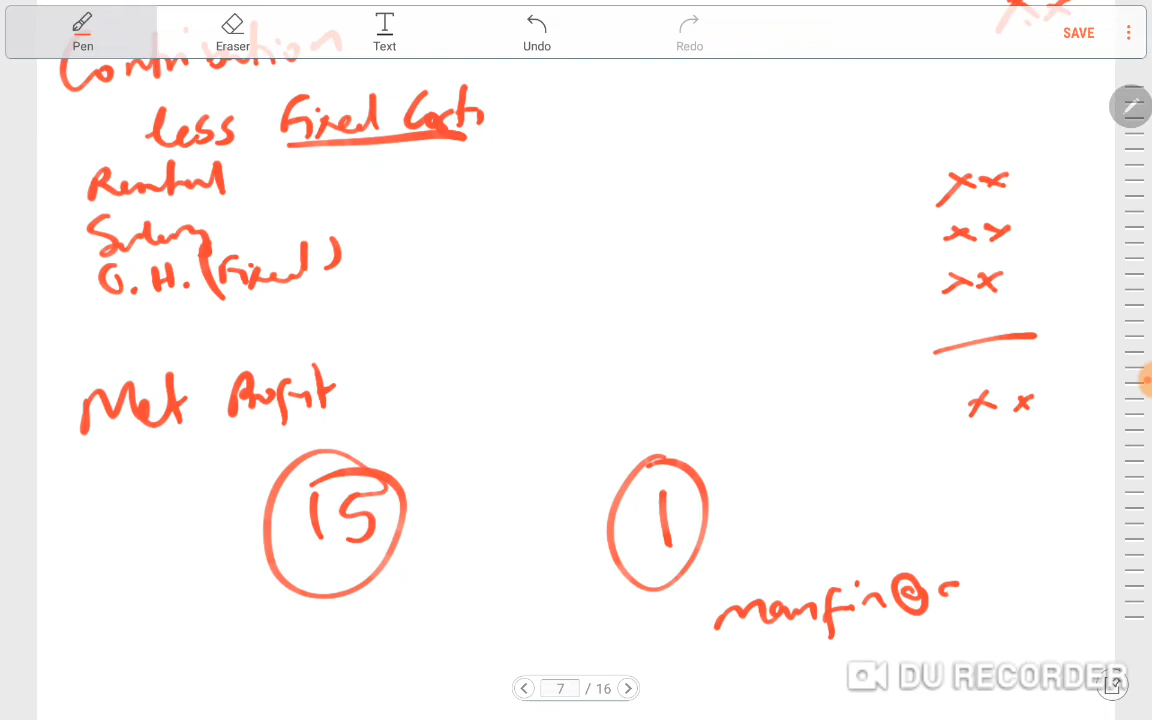 Pen Eraser Text Undo Redo SAVE
Contribution
less Fixed Costs
Rental xx
Salary xx
O.H. (Fixed) xx
Net Profit xx
15 1
7 / 16
DU RECORDER